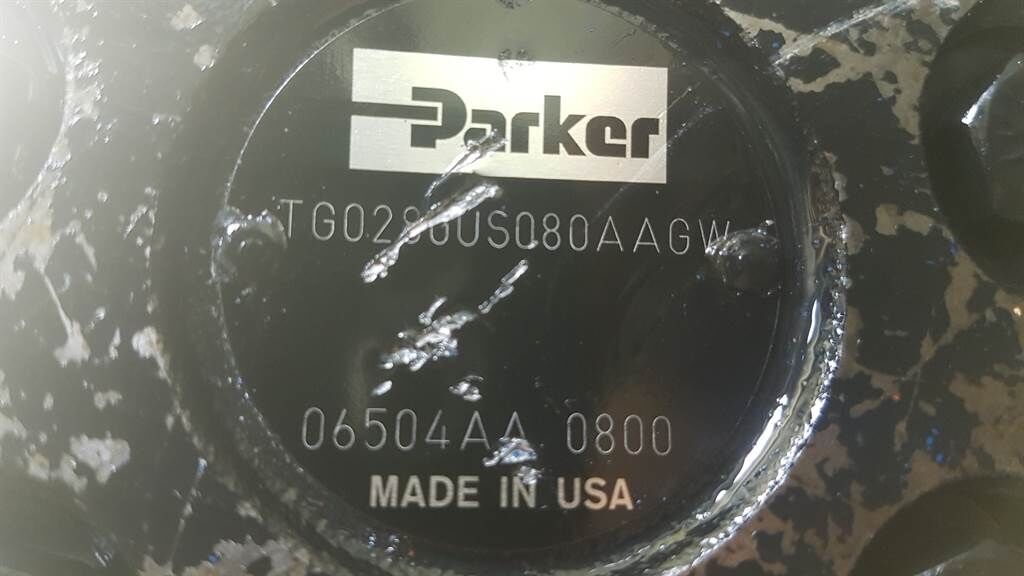 Parker
TG0280US080AAGW
06504AA 0800
MADE IN USA